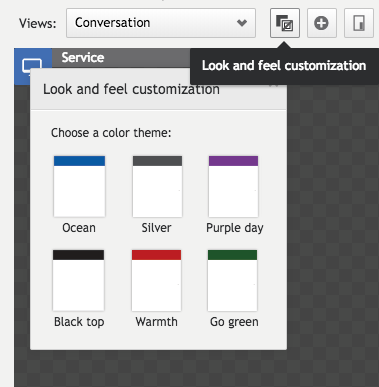 Views: Conversation
Service
Look and feel customization
Look and feel customization
Choose a color theme:
Ocean Silver Purple day
Black top Warmth Go green